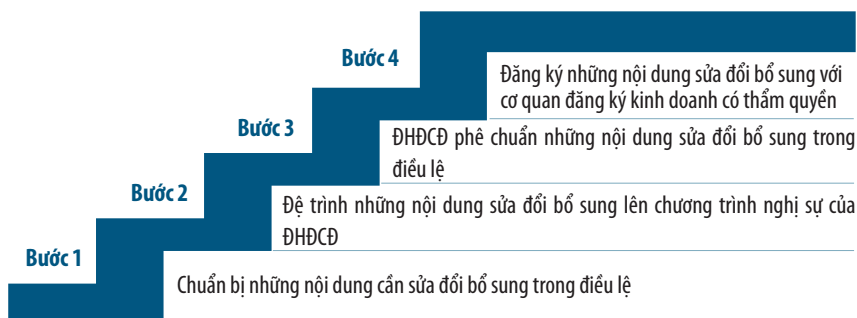 Bước 4
Đăng ký những nội dung sửa đổi bổ sung với
cơ quan đăng ký kinh doanh có thẩm quyền
Bước 3
ĐHĐCĐ phê chuẩn những nội dung sửa đổi bổ sung trong
điều lệ
Bước 2
Đệ trình những nội dung sửa đổi bổ sung lên chương trình nghị sự của
ĐHĐCĐ
Bước 1
Chuẩn bị những nội dung cần sửa đổi bổ sung trong điều lệ